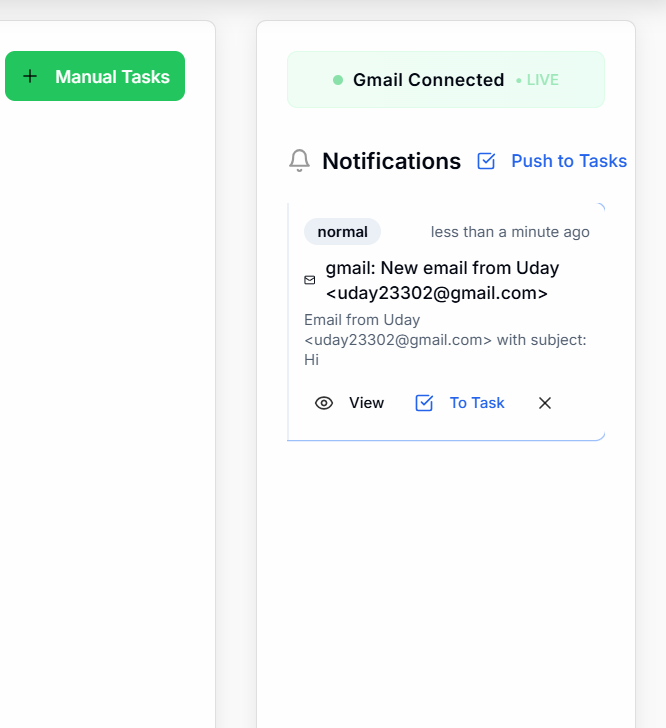 Manual Tasks
Gmail Connected • LIVE
Notifications
Push to Tasks
normal
less than a minute ago
gmail: New email from Uday
<uday23302@gmail.com>
Email from Uday
<uday23302@gmail.com> with subject:
Hi
View
To Task